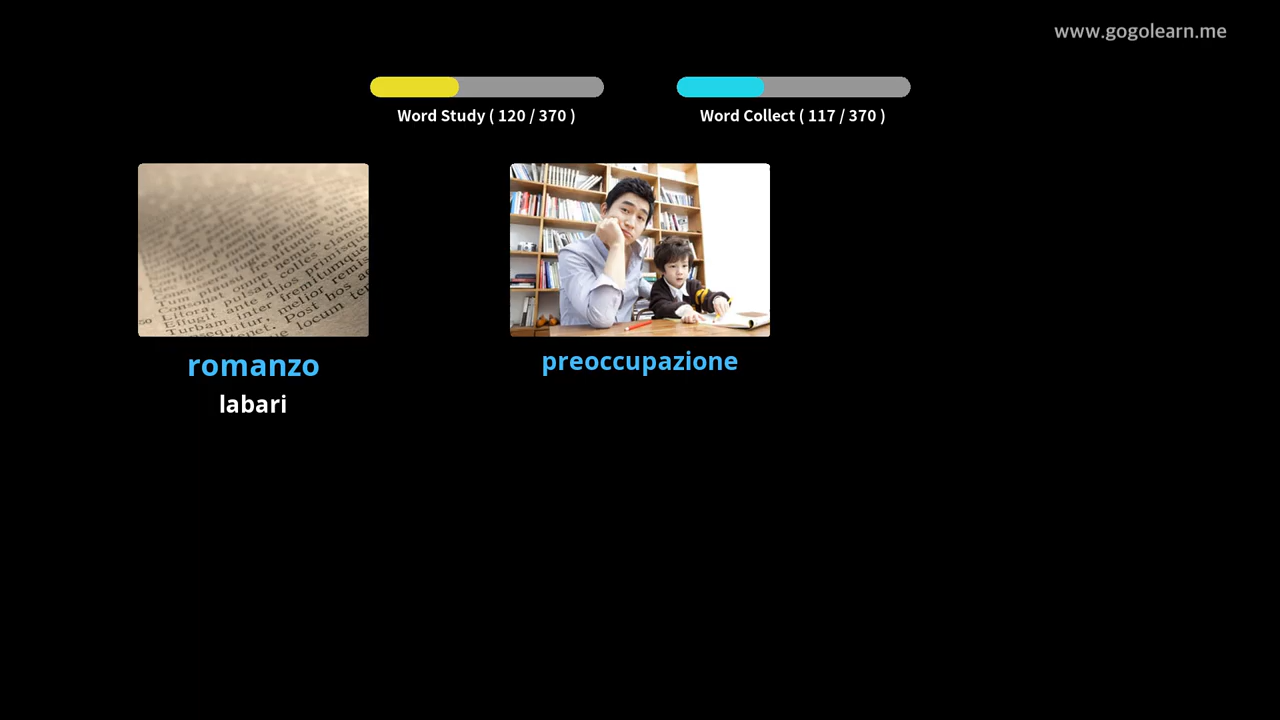 www.gogolearn.me
Word Study ( 120 / 370 )
Word Collect ( 117 / 370 )
romanzo
labari
preoccupazione